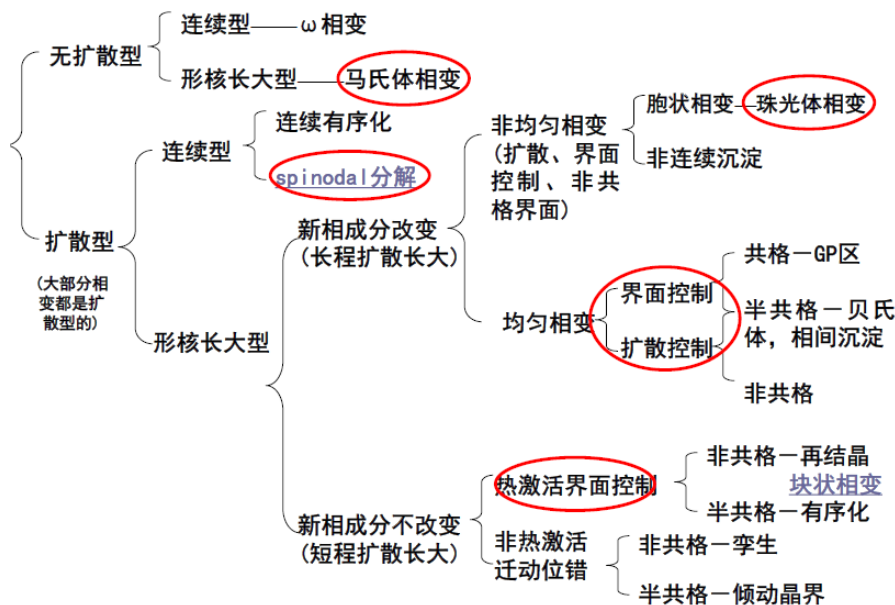 连续型——ω相变
无扩散型
形核长大型——马氏体相变
连续有序化
连续型
spinodal分解
胞状相变—珠光体相变
非均匀相变
(扩散、界面
控制、非共
格界面)
非连续沉淀
扩散型
(大部分相
变都是扩
散型的)
新相成分改变
(长程扩散长大)
共格—GP区
界面控制
均匀相变
半共格—贝氏
体，相间沉淀
扩散控制
形核长大型
非共格
非共格—再结晶
热激活界面控制
块状相变
半共格—有序化
新相成分不改变
(短程扩散长大)
非热激活
迁动位错
非共格—孪生
半共格—倾动晶界